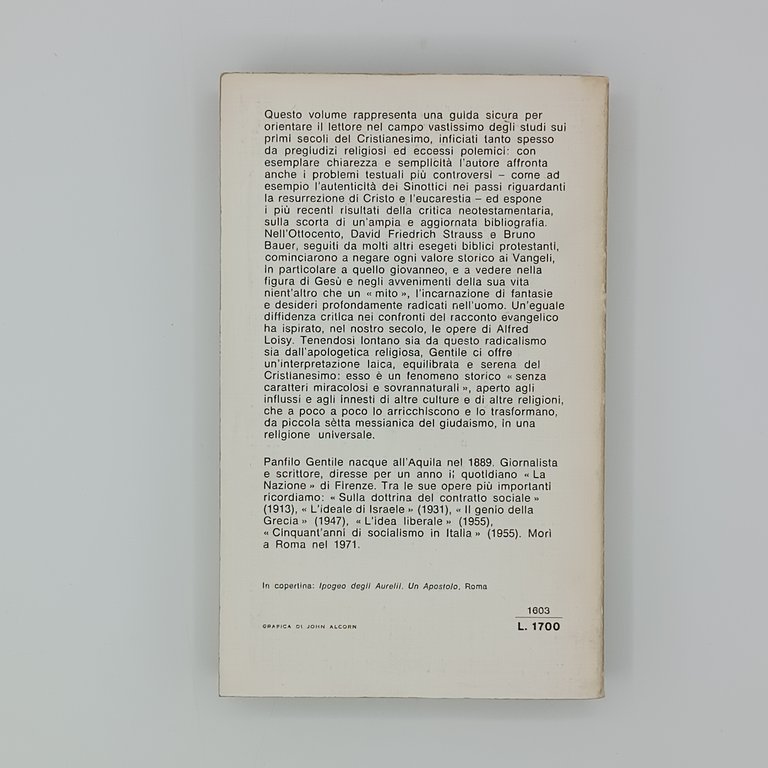 Questo volume rappresenta una guida sicura per
orientare il lettore nel campo vastissimo degli studi sui
primi secoli del Cristianesimo, inficiati tanto spesso
da pregiudizi religiosi ed eccessi polemici: con
esemplare chiarezza e semplicità l'autore affronta
anche i problemi testuali più controversi – come ad
esempio l'autenticità dei Sinottici nei passi riguardanti
la resurrezione di Cristo e l'eucarestia – ed espone
i più recenti risultati della critica neotestamentaria,
sulla scorta di un'ampia e aggiornata bibliografia.
Nell'Ottocento, David Friedrich Strauss e Bruno
Bauer, seguiti da molti altri esegeti biblici protestanti,
cominciarono a negare ogni valore storico ai Vangeli,
in particolare a quello giovanneo, e a vedere nella
figura di Gesù e negli avvenimenti della sua vita
nient'altro che un « mito », l'incarnazione di fantasie
e desideri profondamente radicati nell'uomo. Un'eguale
diffidenza critica nei confronti del racconto evangelico
ha ispirato, nel nostro secolo, le opere di Alfred
Loisy. Tenendosi lontano sia da questo radicalismo
sia dall'apologetica religiosa, Gentile ci offre
un'interpretazione laica, equilibrata e serena del
Cristianesimo: esso è un fenomeno storico « senza
caratteri miracolosi e sovrannaturali », aperto agli
influssi e agli innesti di altre culture e di altre religioni,
che a poco a poco lo arricchiscono e lo trasformano,
da piccola sètta messianica del giudaismo, in una
religione universale.
Panfilo Gentile nacque all'Aquila nel 1889. Giornalista
e scrittore, diresse per un anno il quotidiano « La
Nazione » di Firenze. Tra le sue opere più importanti
ricordiamo: « Sulla dottrina del contratto sociale »
(1913), « L'ideale di Israele » (1931), « Il genio della
Grecia » (1947), « L'idea liberale » (1955),
« Cinquant'anni di socialismo in Italia » (1955). Morì
a Roma nel 1971.
In copertina: Ipogeo degli Aurelii. Un Apostolo, Roma
1603
GRAFICA DI JOHN ALCORN
L. 1700